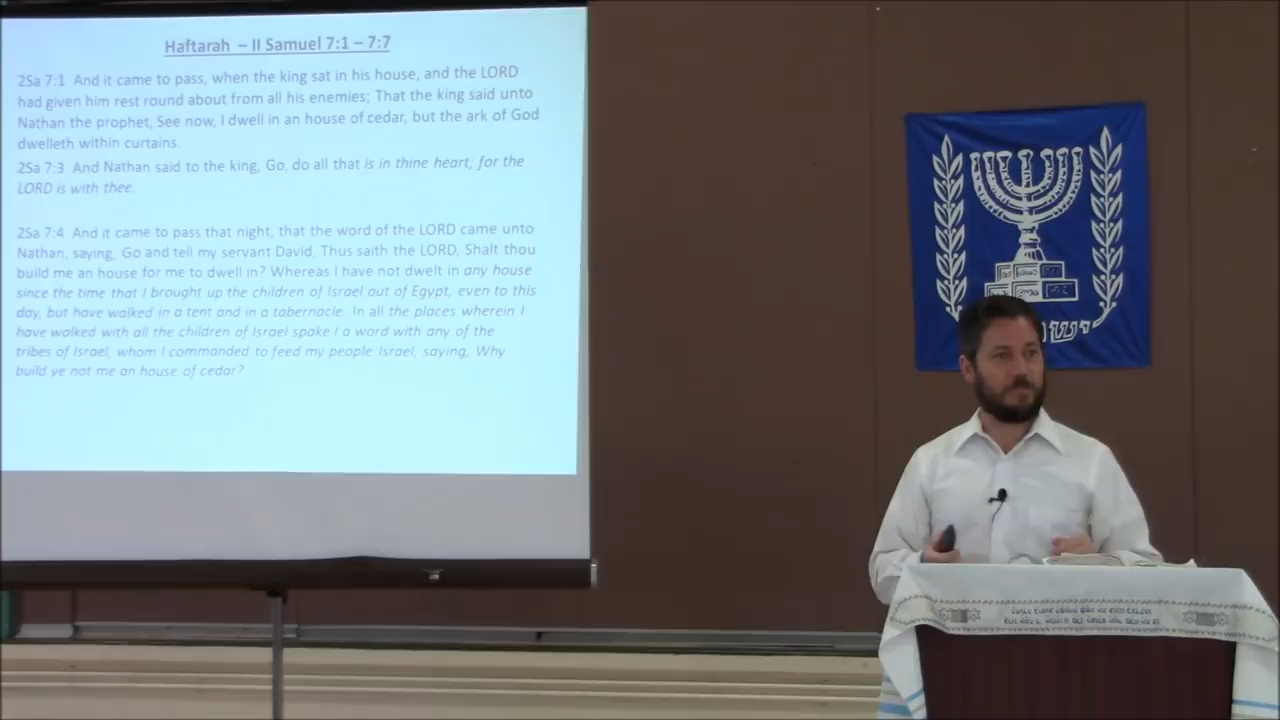 Haftarah – II Samuel 7:1 – 7:7
2Sa 7:1 And it came to pass, when the king sat in his house, and the LORD
had given him rest round about from all his enemies; That the king said unto
Nathan the prophet, See now, I dwell in an house of cedar, but the ark of God
dwelleth within curtains.
2Sa 7:3 And Nathan said to the king, Go, do all that is in thine heart; for the
LORD is with thee.
2Sa 7:4 And it came to pass that night, that the word of the LORD came unto
Nathan, saying, Go and tell my servant David, Thus saith the LORD, Shalt thou
build me an house for me to dwell in? Whereas I have not dwelt in any house
since the time that I brought up the children of Israel out of Egypt, even to this
day, but have walked in a tent and in a tabernacle. In all the places wherein I
have walked with all the children of Israel spake I a word with any of the
tribes of Israel, whom I commanded to feed my people Israel, saying, Why
build ye not me an house of cedar?